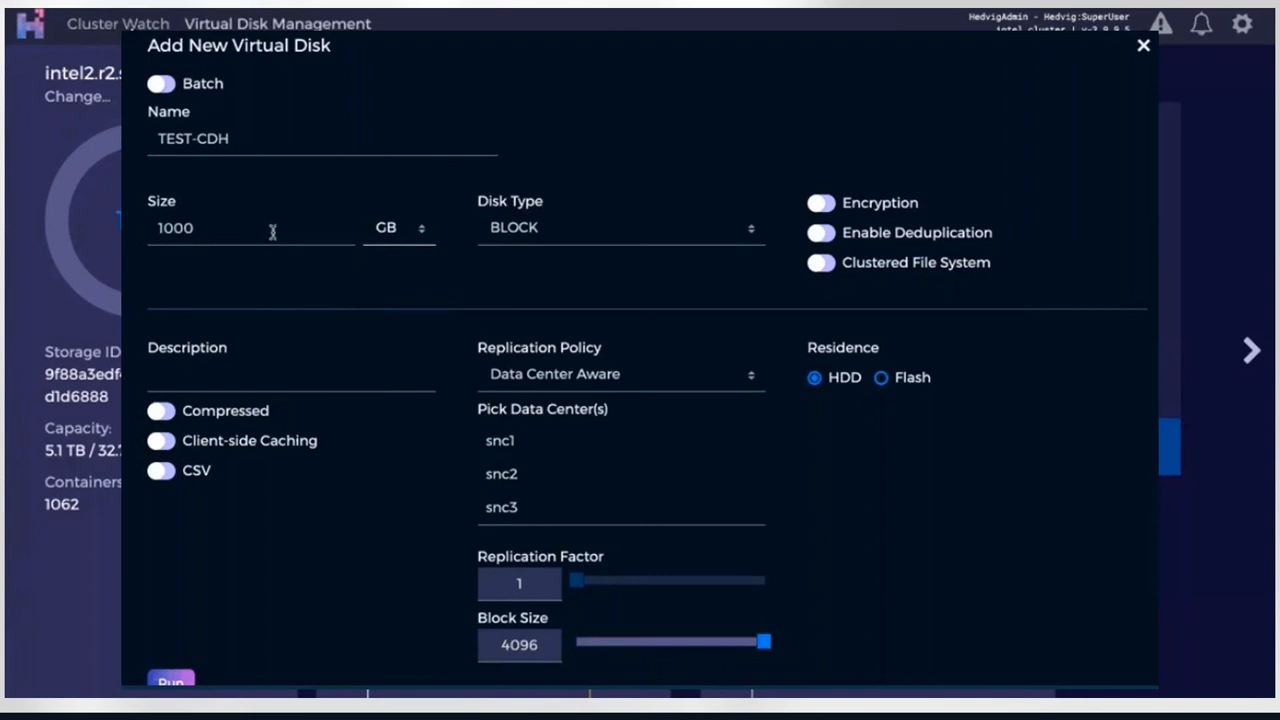 Cluster Watch Virtual Disk Management
HedvigAdmin - Hedvig:SuperUser
Add New Virtual Disk
intel2.r2.s
Change...
Batch
Name
TEST-CDH
Size
Disk Type
1000
GB
BLOCK
Encryption
Enable Deduplication
Clustered File System
Description
Replication Policy
Residence
Storage ID
9f88a3edf
d1d6888
Data Center Aware
HDD
Flash
Compressed
Pick Data Center(s)
Client-side Caching
snc1
CSV
snc2
snc3
Capacity:
5.1 TB / 32.
Containers
1062
Replication Factor
1
Block Size
4096
Run